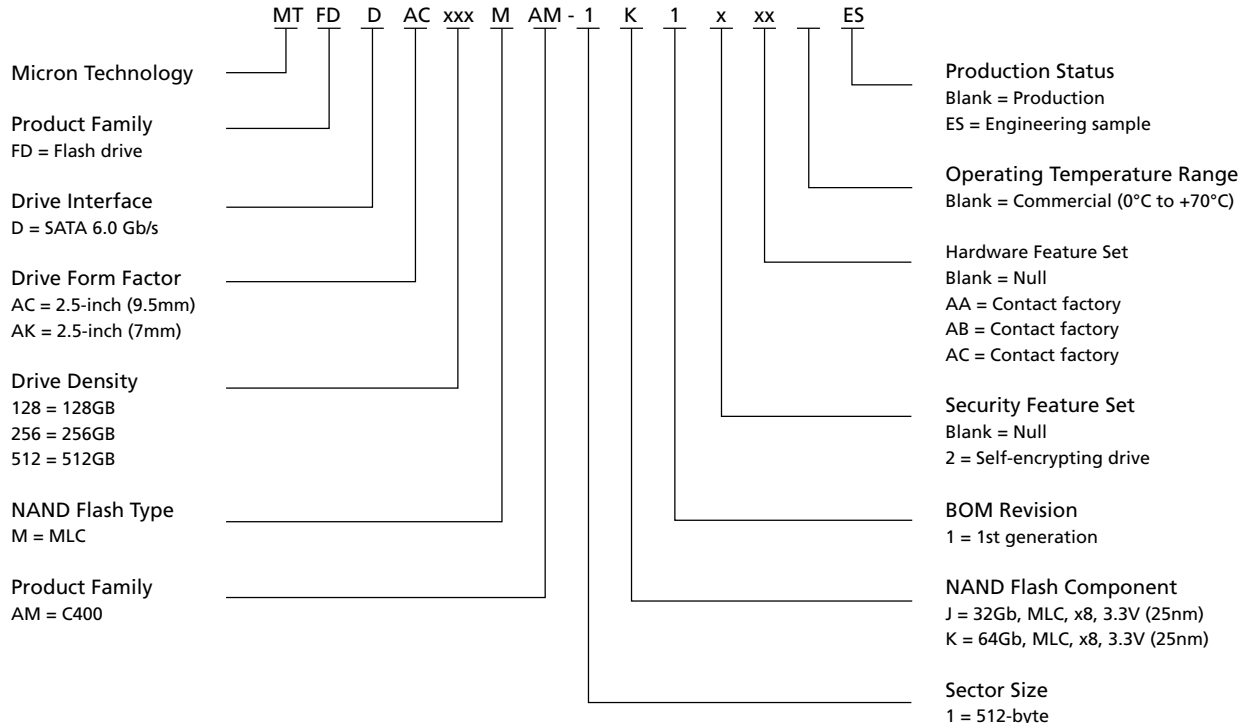 MT FD D AC xxx M AM - 1 K 1 x xx ES
Micron Technology
Product Family
FD = Flash drive
Drive Interface
D = SATA 6.0 Gb/s
Drive Form Factor
AC = 2.5-inch (9.5mm)
AK = 2.5-inch (7mm)
Drive Density
128 = 128GB
256 = 256GB
512 = 512GB
NAND Flash Type
M = MLC
Product Family
AM = C400
Production Status
Blank = Production
ES = Engineering sample
Operating Temperature Range
Blank = Commercial (0°C to +70°C)
Hardware Feature Set
Blank = Null
AA = Contact factory
AB = Contact factory
AC = Contact factory
Security Feature Set
Blank = Null
2 = Self-encrypting drive
BOM Revision
1 = 1st generation
NAND Flash Component
J = 32Gb, MLC, x8, 3.3V (25nm)
K = 64Gb, MLC, x8, 3.3V (25nm)
Sector Size
1 = 512-byte